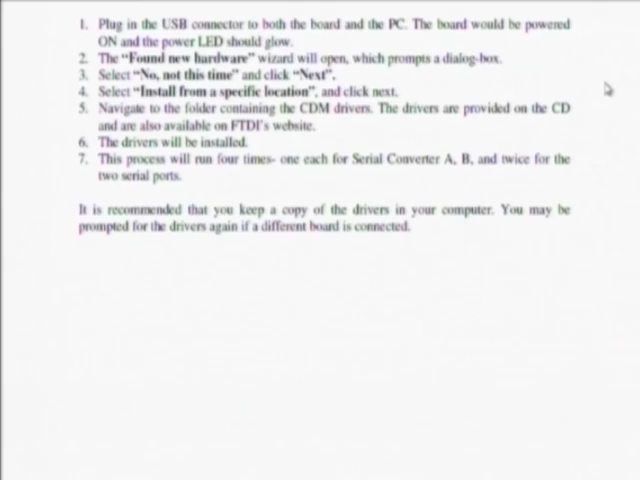 1. Plug in the USB connector to both the board and the PC. The board would be powered
ON and the power LED should glow.
2. The “Found new hardware” wizard will open, which prompts a dialog-box.
3. Select “No, not this time” and click “Next”.
4. Select “Install from a specific location”, and click next.
5. Navigate to the folder containing the CDM drivers. The drivers are provided on the CD
and are also available on FTDI's website.
6. The drivers will be installed.
7. This process will run four times- one each for Serial Converter A, B, and twice for the
two serial ports.
It is recommended that you keep a copy of the drivers in your computer. You may be
prompted for the drivers again if a different board is connected.